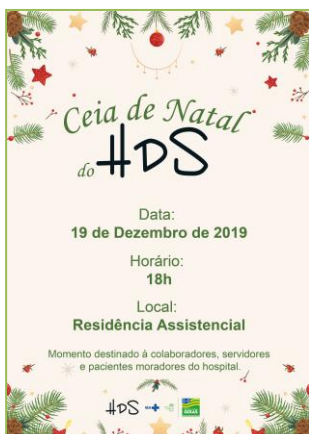 Ceia de Natal
do HDS
Data:
19 de Dezembro de 2019
Horário:
18h
Local:
Residência Assistencial
Momento destinado à colaboradores, servidores
e pacientes moradores do hospital.
HDS